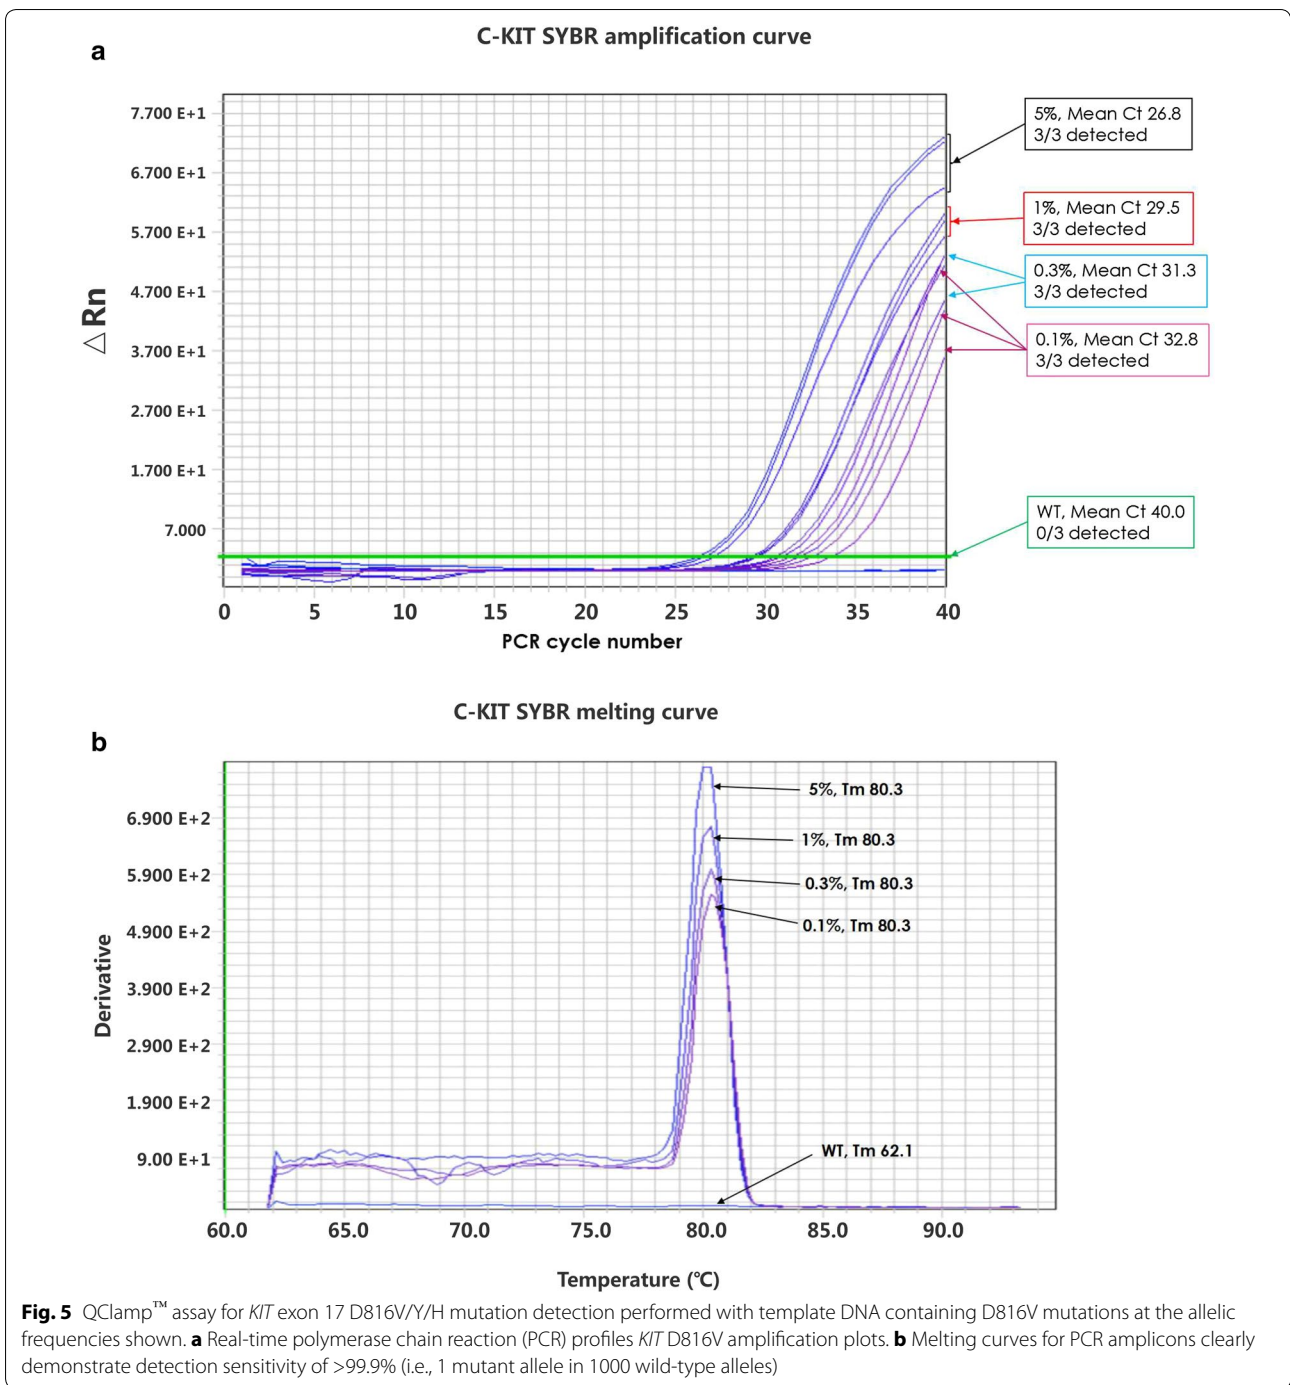 C-KIT SYBR amplification curve
a
7.700 E+1
6.700 E+1
5.700 E+1
4.700 E+1
3.700 E+1
2.700 E+1
1.700 E+1
7.000
△Rn
5%, Mean Ct 26.8
3/3 detected
1%, Mean Ct 29.5
3/3 detected
0.3%, Mean Ct 31.3
3/3 detected
0.1%, Mean Ct 32.8
3/3 detected
WT, Mean Ct 40.0
0/3 detected
0 5 10 15 20 25 30 35 40
PCR cycle number
C-KIT SYBR melting curve
b
6.900 E+2
5.900 E+2
4.900 E+2
3.900 E+2
2.900 E+2
1.900 E+2
9.00 E+1
Derivative
5%, Tm 80.3
1%, Tm 80.3
0.3%, Tm 80.3
0.1%, Tm 80.3
WT, Tm 62.1
60.0 65.0 70.0 75.0 80.0 85.0 90.0
Temperature (℃)
Fig. 5 QClamp™ assay for KIT exon 17 D816V/Y/H mutation detection performed with template DNA containing D816V mutations at the allelic
frequencies shown. a Real-time polymerase chain reaction (PCR) profiles KIT D816V amplification plots. b Melting curves for PCR amplicons clearly
demonstrate detection sensitivity of >99.9% (i.e., 1 mutant allele in 1000 wild-type alleles)